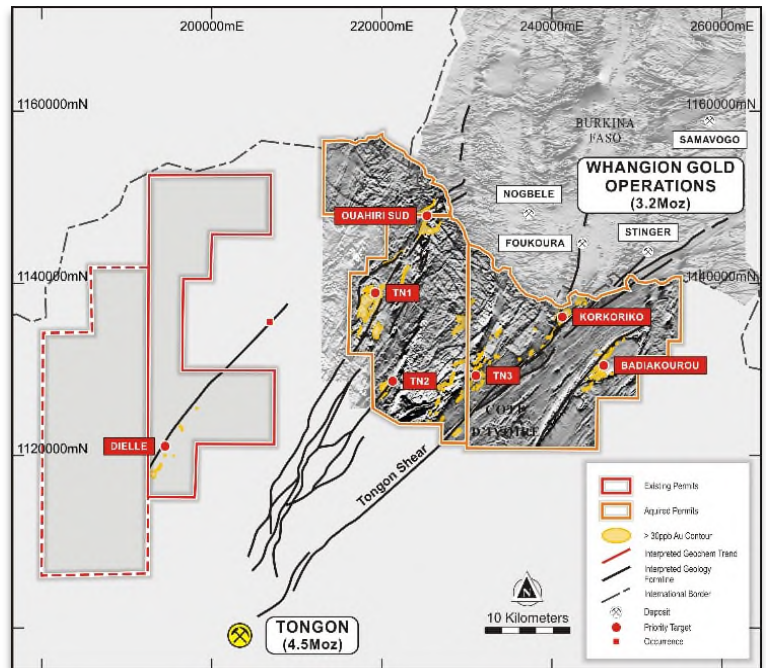 200000mE
220000mE
240000mE
260000mE
1160000mN
1160000mN
BURKINA
FASO
SAMAVOGO
WHANGION GOLD
OPERATIONS
(3.2Moz)
NOGBELE
OUAHIRI SUD
FOUKOURA
STINGER
1140000mN
1140000mN
TN1
KORKORIKO
TN2
TN3
BADIAKOUROU
COTE
D'IVOIRE
DIELLE
1120000mN
Tongon Shear
Existing Permits
Aquired Permits
> 30ppb Au Contour
Interpreted Geochem Trend
Interpreted Geology
Formline
International Border
Deposit
Priority Target
Occurrence
N
10 Kilometers
TONGON
(4.5Moz)